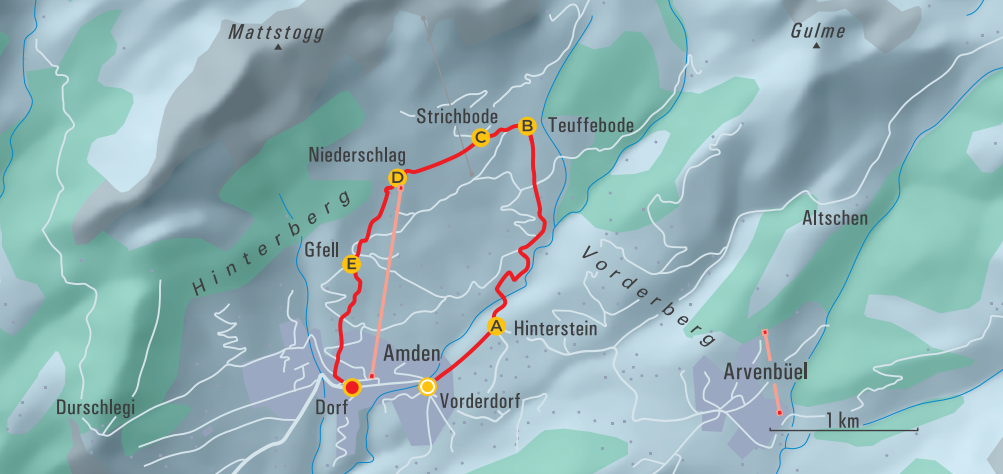 Mattstogg
Gulme
Strichbode
B
Teuffebode
C
Niederschlag
D
Hinterberg
Altschen
Gfell
E
Vorderberg
A
Hinterstein
Amden
Arvenbüel
Durschlegi
Dorf
Vorderdorf
1 km